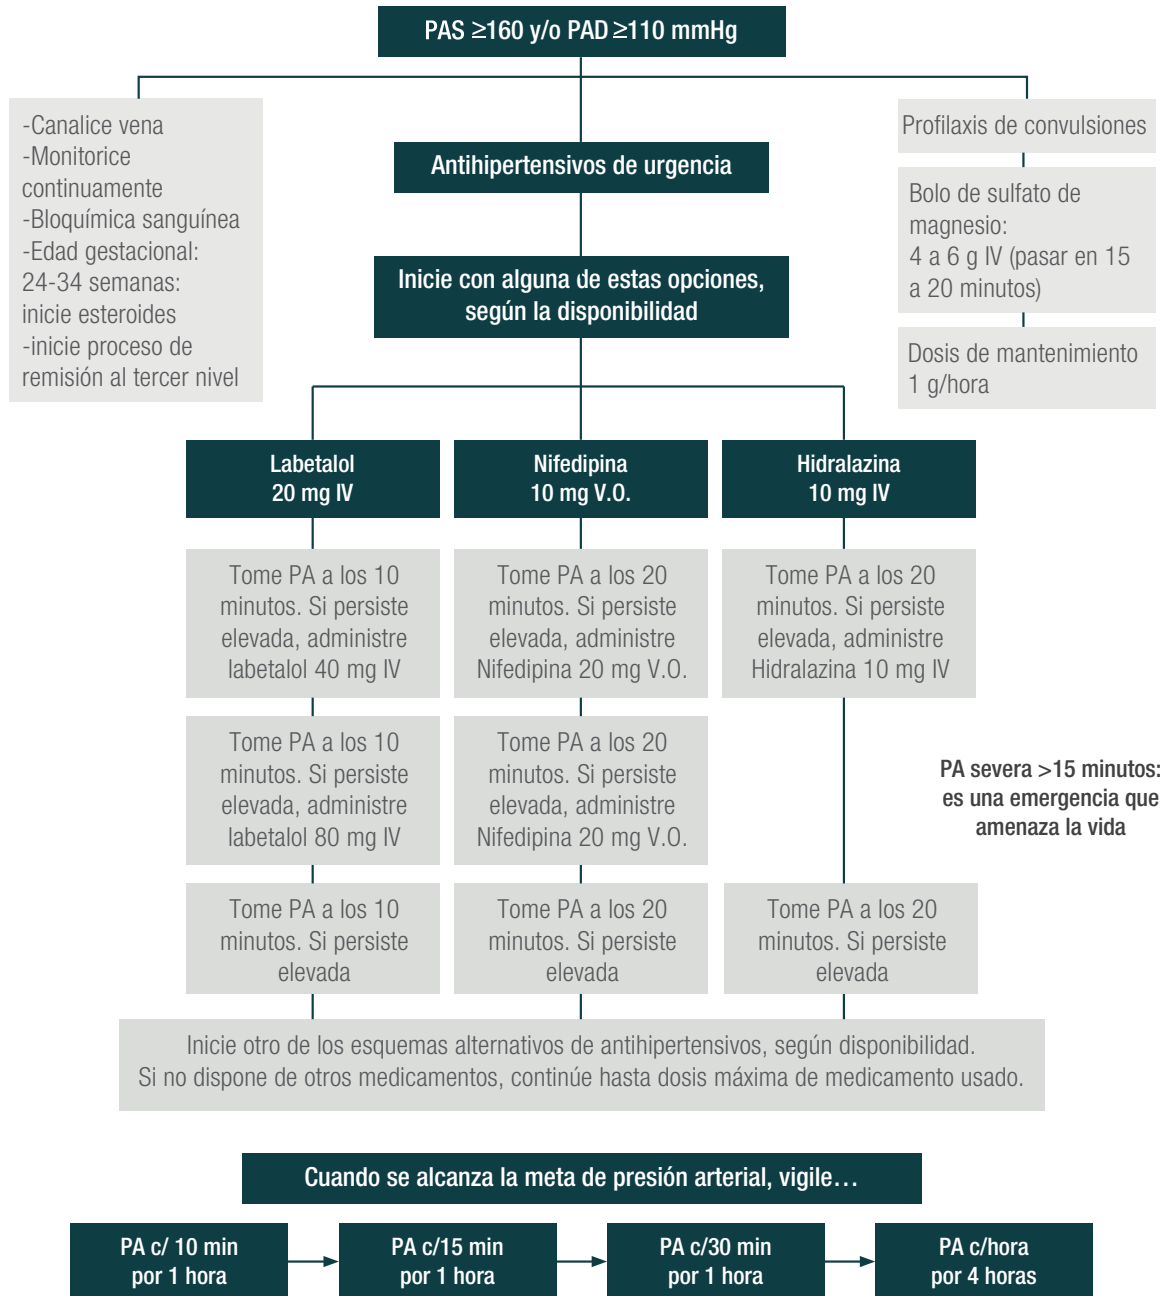 PAS ≥160 y/o PAD ≥110 mmHg
-Canalice vena
-Monitorice
continuamente
-Bloquímica sanguínea
-Edad gestacional:
24-34 semanas:
inicie esteroides
-inicie proceso de
remisión al tercer nivel
Antihipertensivos de urgencia
Inicie con alguna de estas opciones,
según la disponibilidad
Profilaxis de convulsiones
Bolo de sulfato de
magnesio:
4 a 6 g IV (pasar en 15
a 20 minutos)
Dosis de mantenimiento
1 g/hora
Labetalol
20 mg IV
Tome PA a los 10
minutos. Si persiste
elevada, administre
labetalol 40 mg IV
Tome PA a los 10
minutos. Si persiste
elevada, administre
labetalol 80 mg IV
Tome PA a los 10
minutos. Si persiste
elevada
Nifedipina
10 mg V.O.
Tome PA a los 20
minutos. Si persiste
elevada, administre
Nifedipina 20 mg V.O.
Tome PA a los 20
minutos. Si persiste
elevada, administre
Nifedipina 20 mg V.O.
Tome PA a los 20
minutos. Si persiste
elevada
Hidralazina
10 mg IV
Tome PA a los 20
minutos. Si persiste
elevada, administre
Hidralazina 10 mg IV
Tome PA a los 20
minutos. Si persiste
elevada
PA severa >15 minutos:
es una emergencia que
amenaza la vida
Inicie otro de los esquemas alternativos de antihipertensivos, según disponibilidad.
Si no dispone de otros medicamentos, continúe hasta dosis máxima de medicamento usado.
Cuando se alcanza la meta de presión arterial, vigile…
PA c/ 10 min
por 1 hora
PA c/15 min
por 1 hora
PA c/30 min
por 1 hora
PA c/hora
por 4 horas